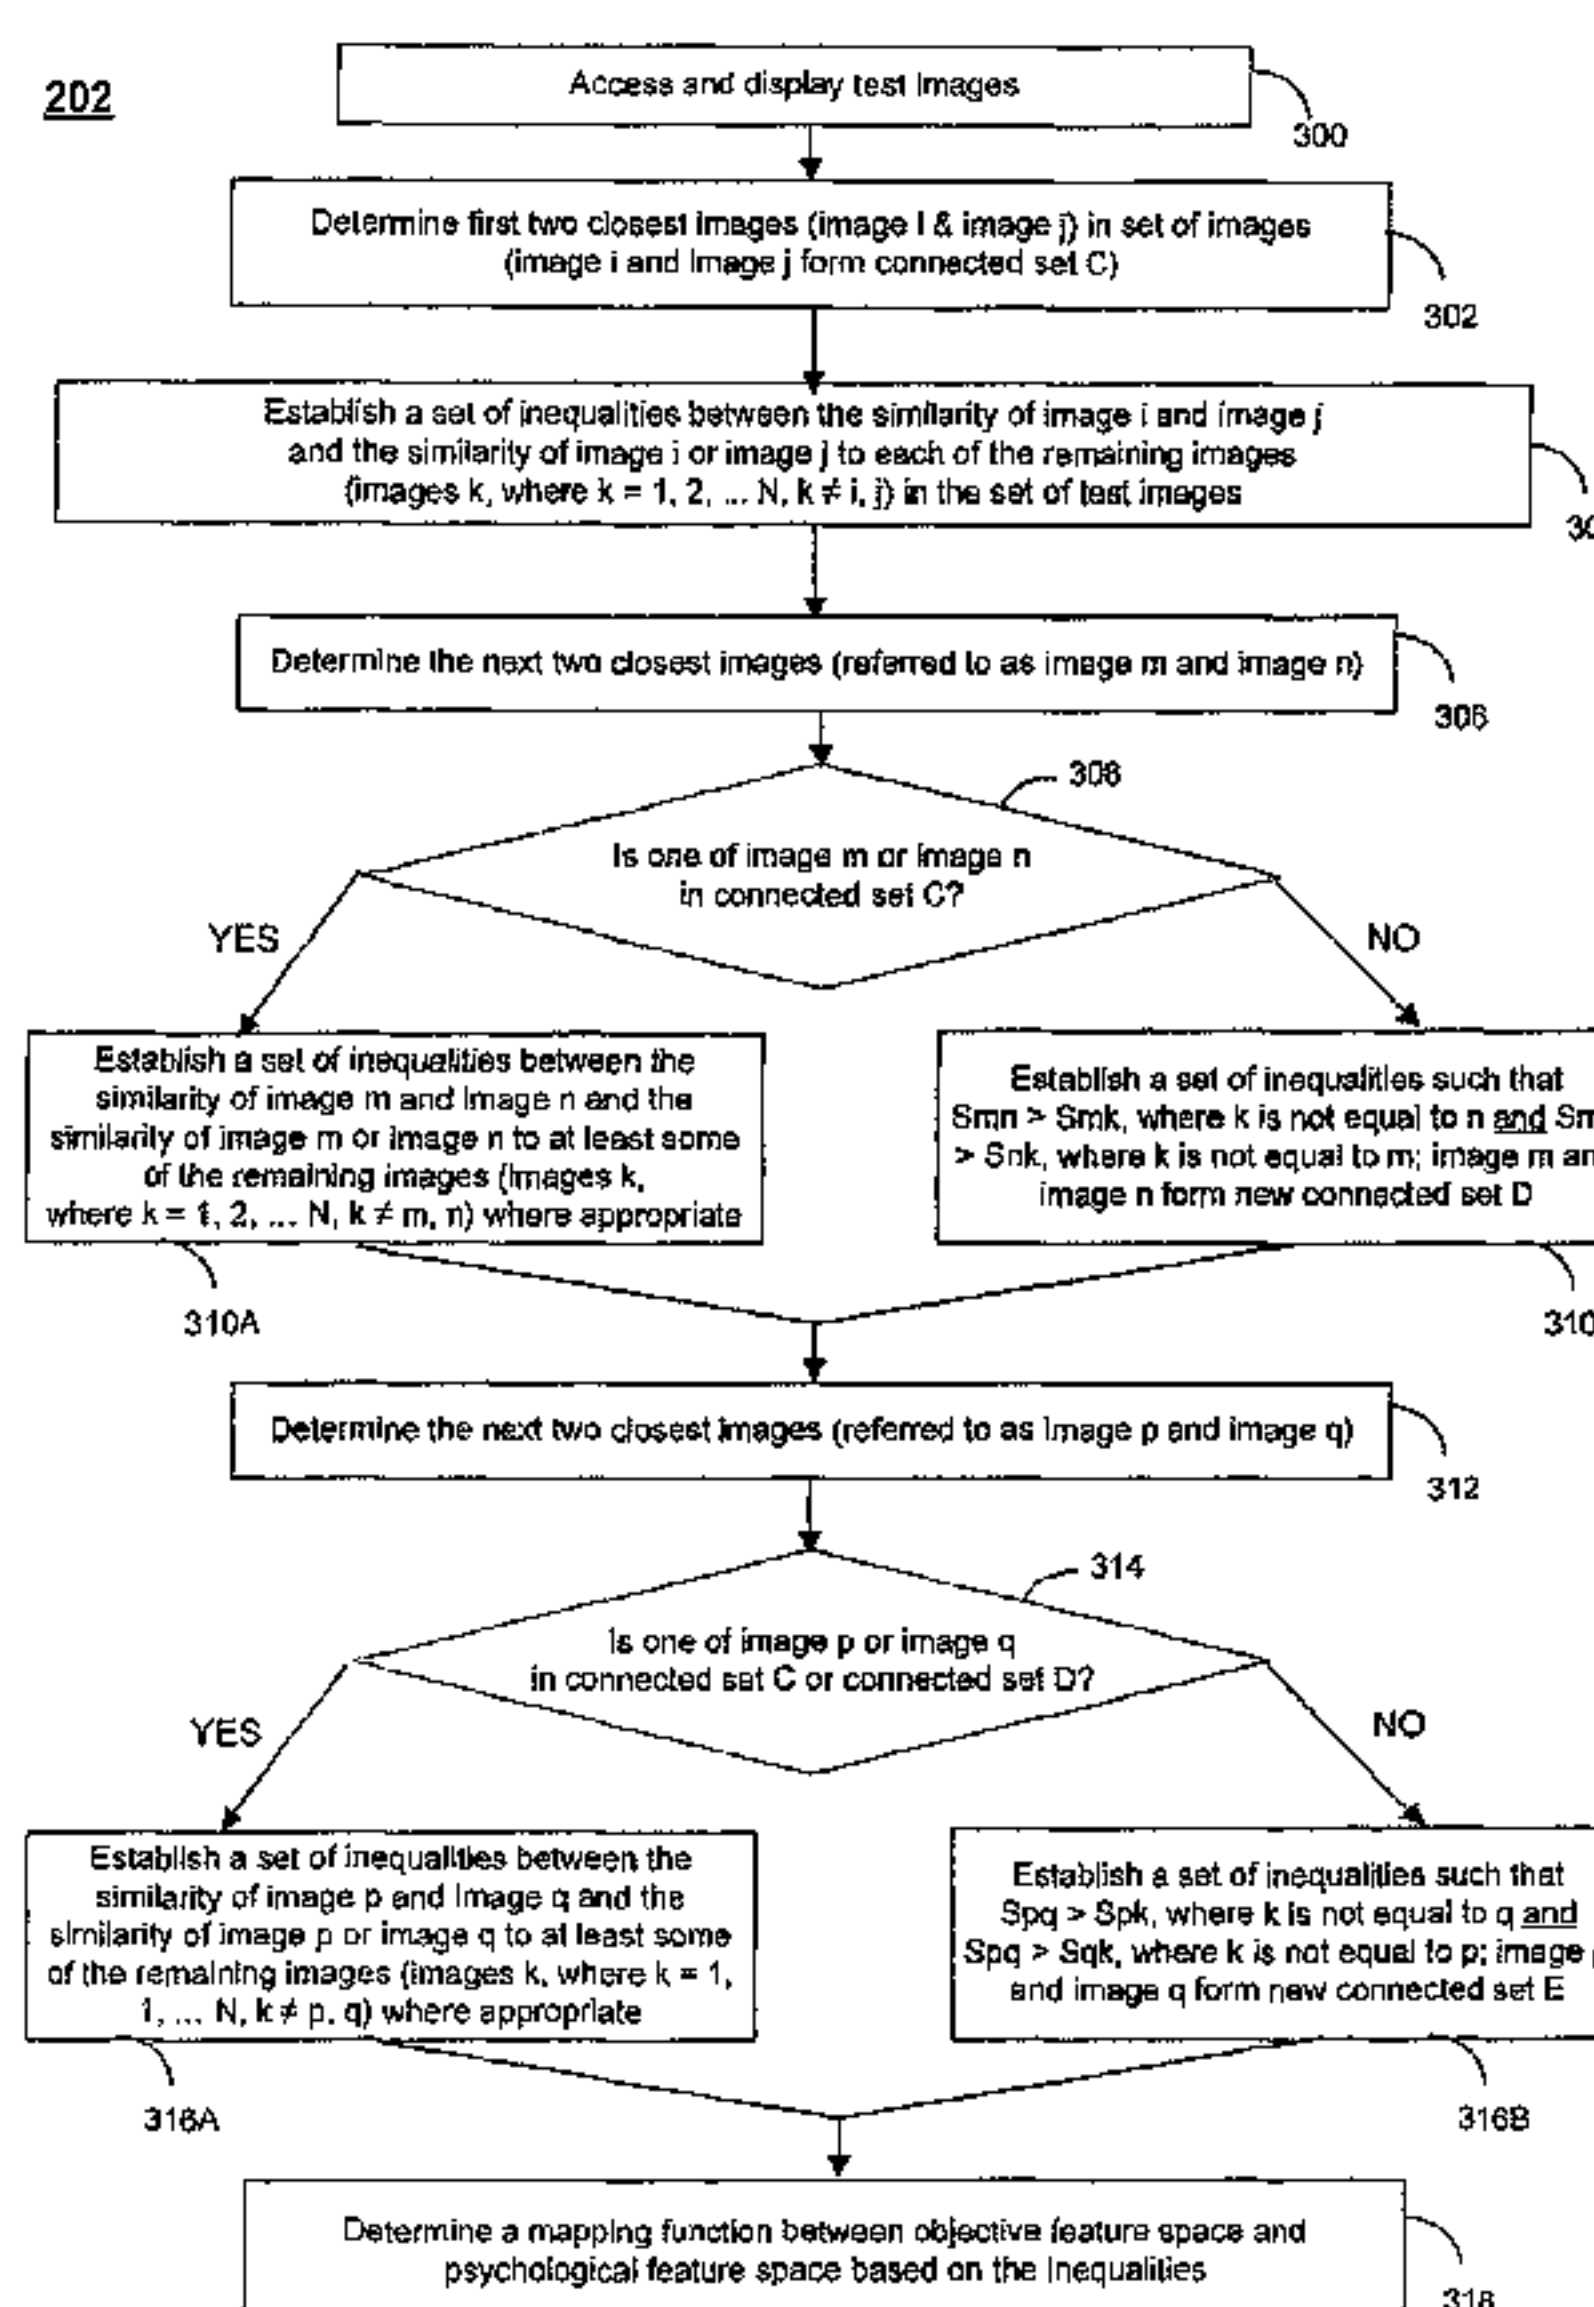 202
Access and display test Images
300
Determine first two closest images (image I & image j) in set of images
(image i and Image j form connected set C)
302
Establish a set of inequalities between the similarity of image i and image j
and the similarity of image i or image j to each of the remaining images
(images k, where k = 1, 2, ... N, k ≠ i, j) in the set of test images
30
Determine the next two closest images (referred to as image m and image n)
306
308
Is one of image m or Image n
in connected set C?
YES
NO
Establish a set of inequalities between the
similarity of image m and Image n and the
similarity of image m or Image n to at least some
of the remaining images (Images k,
where k = 1, 2, ... N, k ≠ m, n) where appropriate
Establish a set of inequalities such that
Smn > Smk, where k is not equal to n and Sm
> Snk, where k is not equal to m; image m an
image n form new connected set D
310A
310
Determine the next two closest images (referred to as Image p and image q)
312
314
Is one of image p or image q
in connected set C or connected set D?
YES
NO
Establish a set of inequalities between the
similarity of image p and Image q and the
similarity of image p or image q to at least some
of the remaining images (images k, where k = 1,
1, ... N, k ≠ p, q) where appropriate
Establish a set of inequalities such that
Spq > Spk, where k is not equal to q and
Spq > Sqk, where k is not equal to p; image
and image q form new connected set E
316A
316B
Determine a mapping function between objective feature space and
psychological feature space based on the Inequalities
318